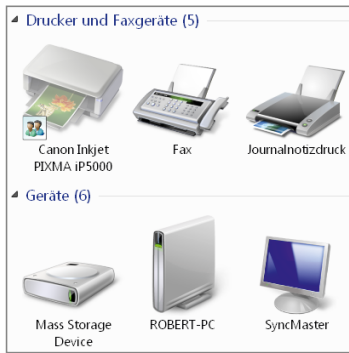 Drucker und Faxgeräte (5)
Canon Inkjet
PIXMA iP5000
Fax
Journalnotizdruck
Geräte (6)
Mass Storage
Device
ROBERT-PC
SyncMaster